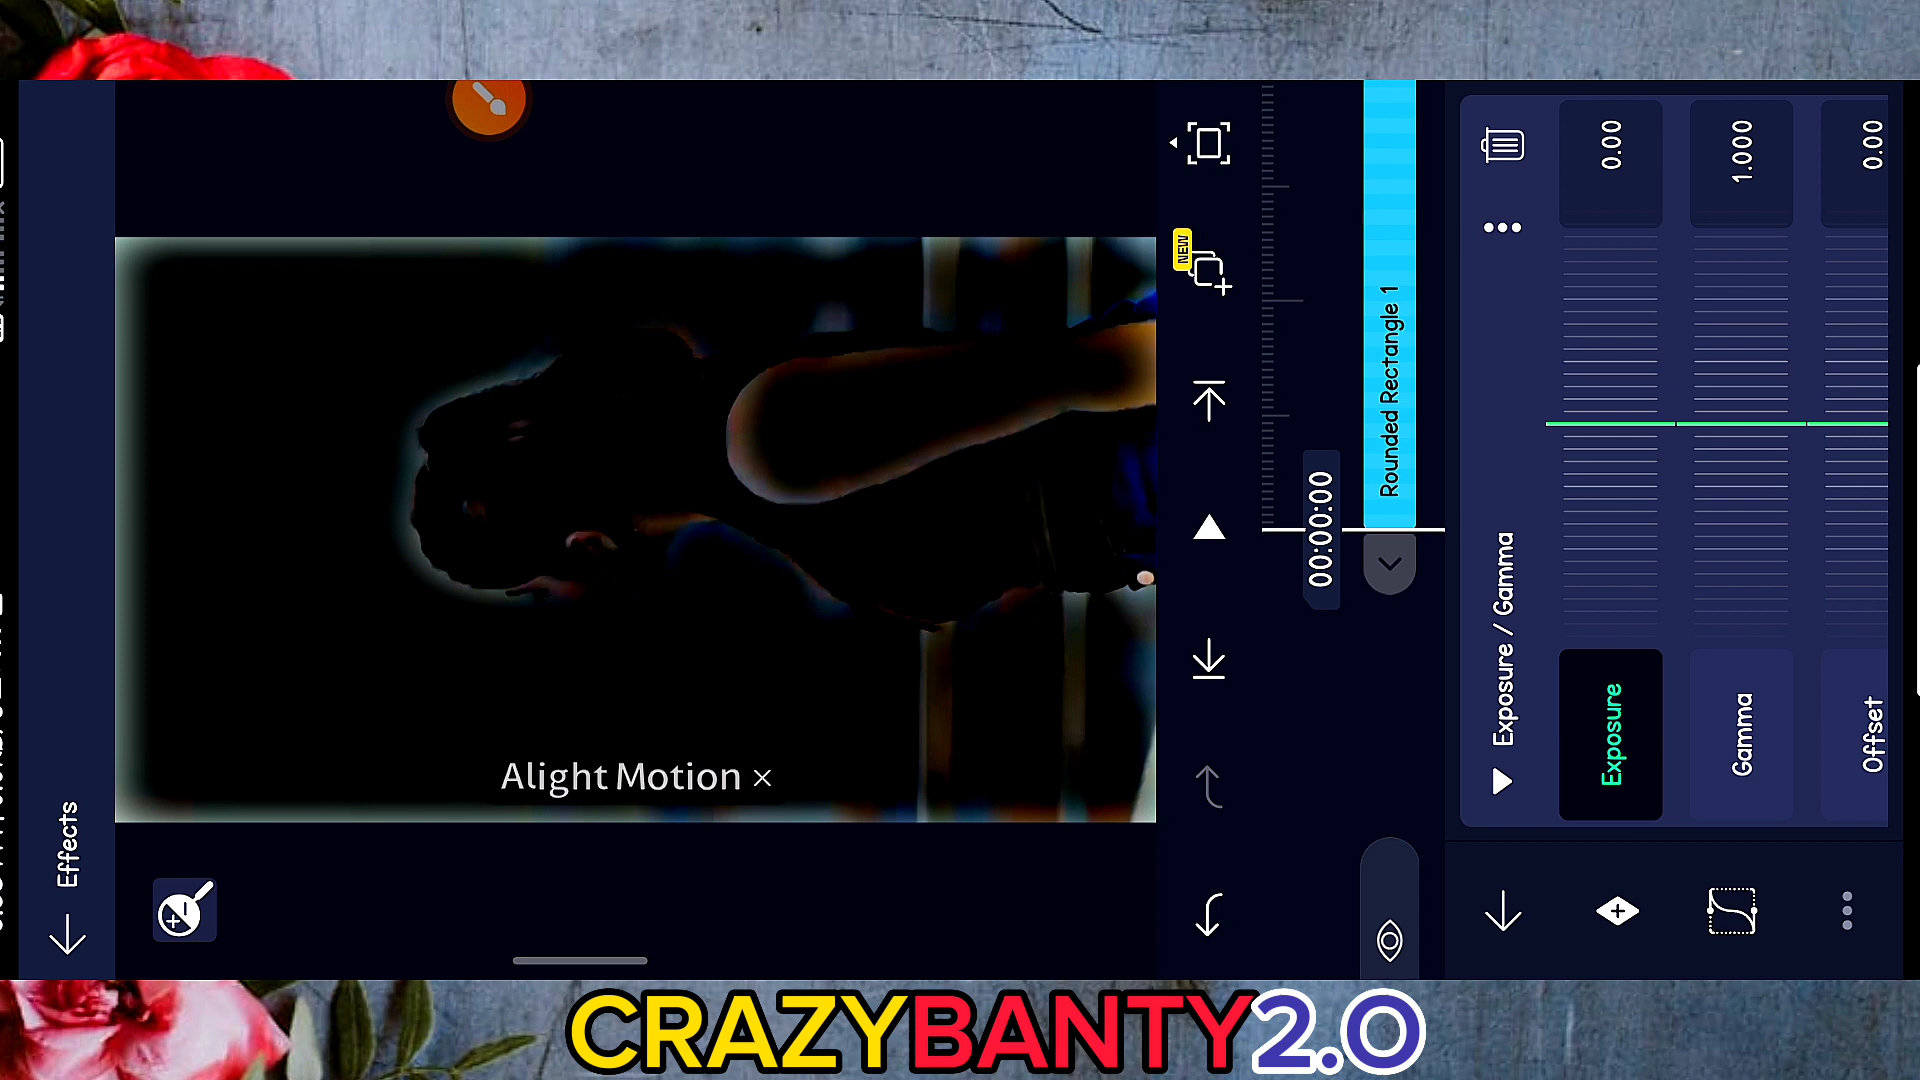 Effects
Alight Motion ×
NEW
00:00:00
Rounded Rectangle 1
Exposure / Gamma
Exposure
0.00
Gamma
1.000
Offset
0.00
CRAZYBANTY2.0